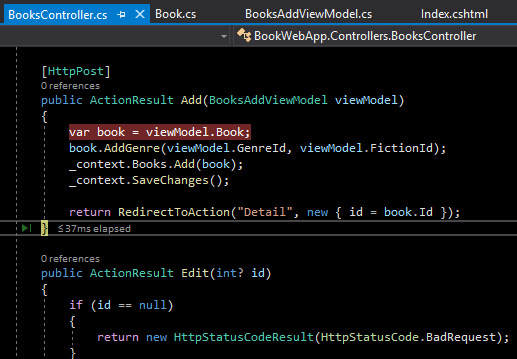 BooksController.cs Book.cs BooksAddViewModel.cs Index.cshtml
BookWebApp.Controllers.BooksController
[HttpPost]
0 references
public ActionResult Add(BooksAddViewModel viewModel)
{
var book = viewModel.Book;
book.AddGenre(viewModel.GenreId, viewModel.FictionId);
_context.Books.Add(book);
_context.SaveChanges();
return RedirectToAction("Detail", new { id = book.Id });
} ≤37ms elapsed
0 references
public ActionResult Edit(int? id)
{
if (id == null)
{
return new HttpStatusCodeResult(HttpStatusCode.BadRequest);
}